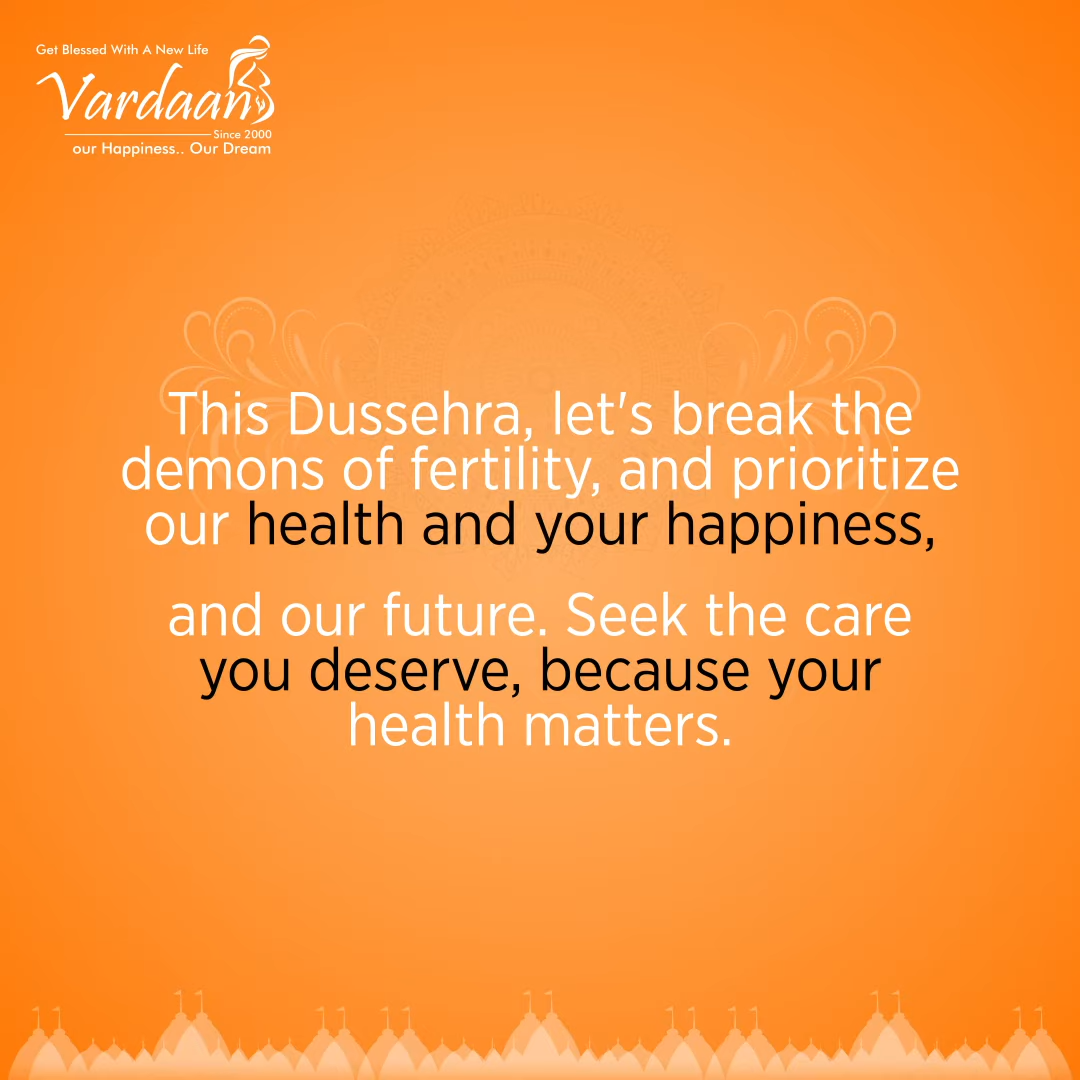 Get Blessed With A New Life
Vardaan
Since 2000
our Happiness.. Our Dream
This Dussehra, let's break the
demons of fertility, and prioritize
our health and your happiness,
and our future. Seek the care
you deserve, because your
health matters.